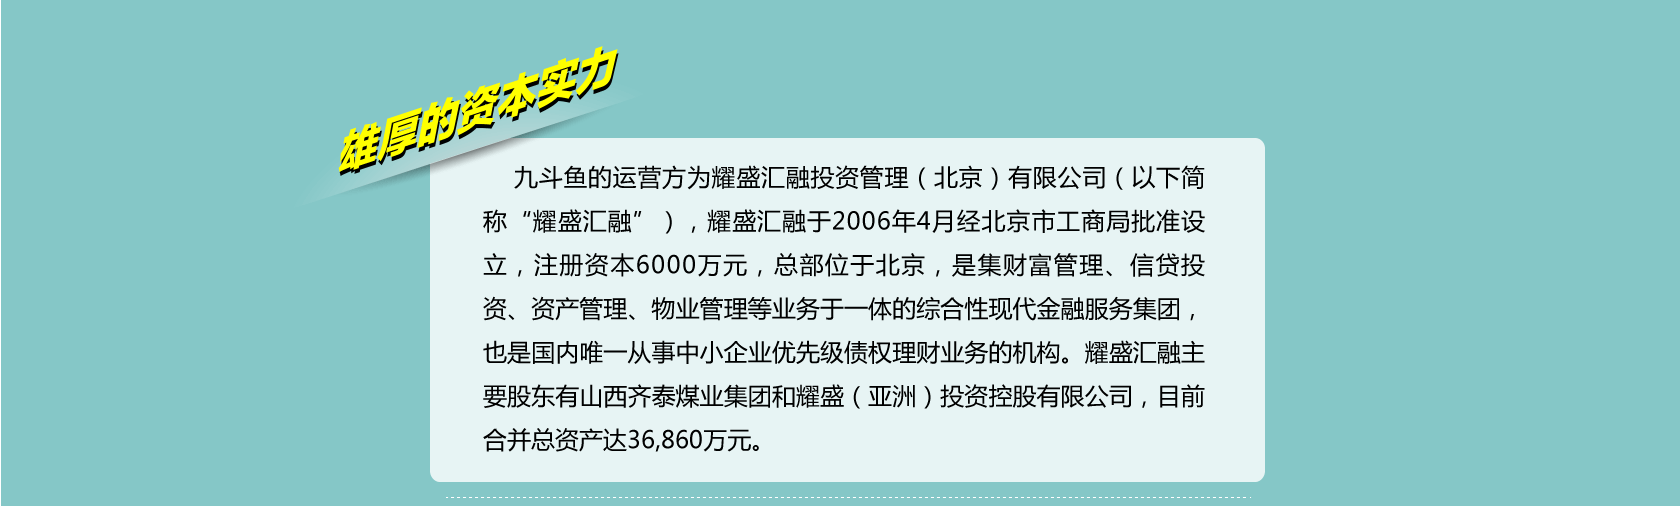 雄厚的资本实力
九斗鱼的运营方为耀盛汇融投资管理（北京）有限公司（以下简
称“耀盛汇融”），耀盛汇融于2006年4月经北京市工商局批准设
立，注册资本6000万元，总部位于北京，是集财富管理、信贷投
资、资产管理、物业管理等业务于一体的综合性现代金融服务集团，
也是国内唯一从事中小企业优先级债权理财业务的机构。耀盛汇融主
要股东有山西齐泰煤业集团和耀盛（亚洲）投资控股有限公司，目前
合并总资产达36,860万元。